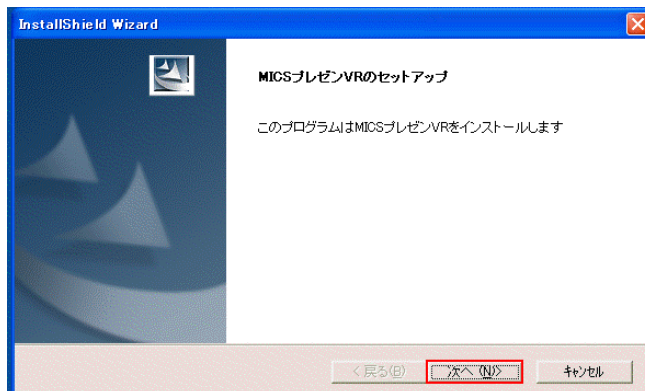 InstallShield Wizard
MICSプレゼンVRのセットアップ
このプログラムはMICSプレゼンVRをインストールします
< 戻る(B)
次へ (N)>
キャンセル